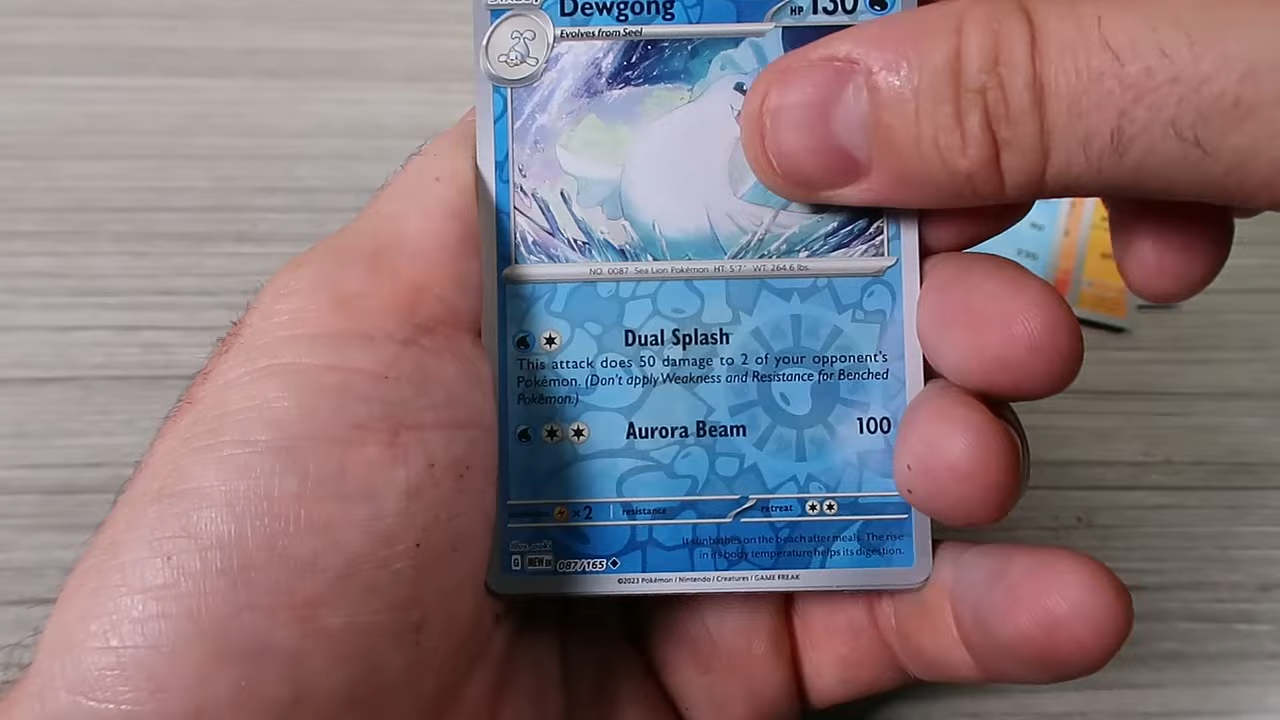 Dewgong HP 130
Evolves from Seel
NO. 0087 Sea Lion Pokémon HT: 5'7" WT: 264.6 lbs.
Dual Splash
This attack does 50 damage to 2 of your opponent's
Pokémon. (Don't apply Weakness and Resistance for Benched
Pokémon.)
Aurora Beam 100
×2 resistance retreat
It sunbathes on the beach after meals. The rise
in its body temperature helps its digestion.
G MEW EN 087/165
©2023 Pokémon / Nintendo / Creatures / GAME FREAK